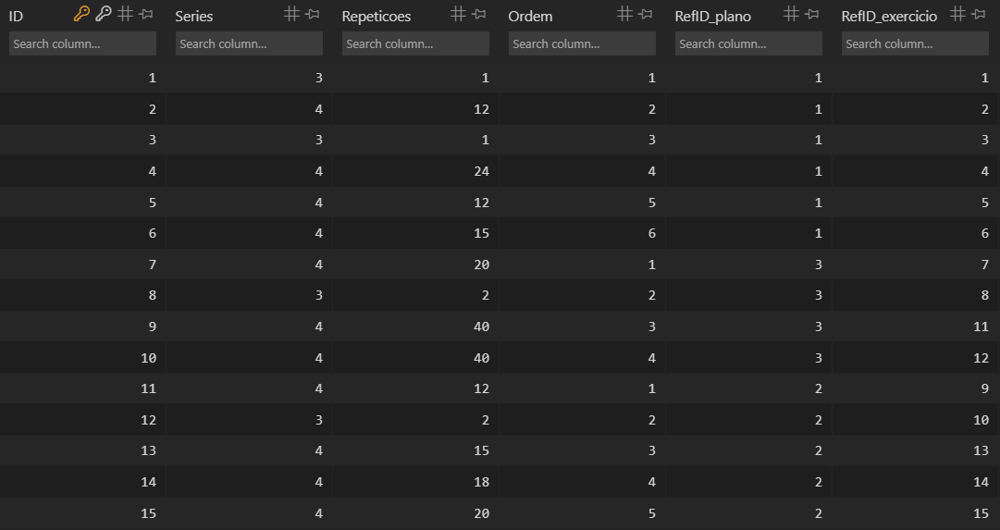 ID Series Repeticoes Ordem RefID_plano RefID_exercicio
Search column... Search column... Search column... Search column... Search column... Search column...
1 3 1 1 1 1
2 4 12 2 1 2
3 3 1 3 1 3
4 4 24 4 1 4
5 4 12 5 1 5
6 4 15 6 1 6
7 4 20 1 3 7
8 3 2 2 3 8
9 4 40 3 3 11
10 4 40 4 3 12
11 4 12 1 2 9
12 3 2 2 2 10
13 4 15 3 2 13
14 4 18 4 2 14
15 4 20 5 2 15